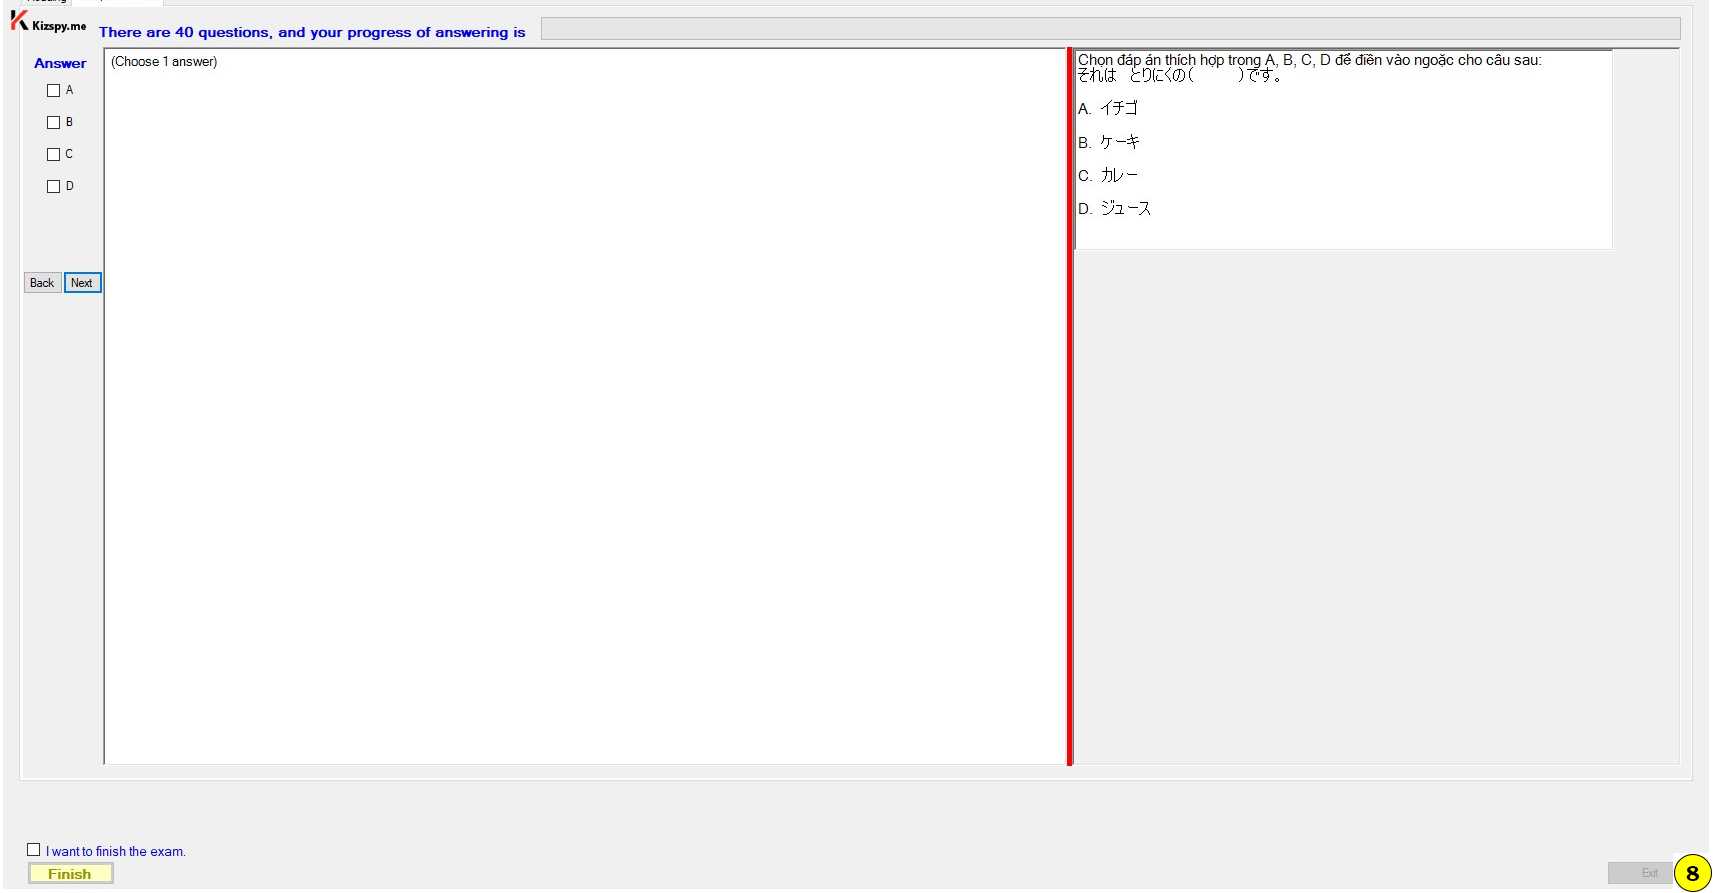 Kizspy.me
There are 40 questions, and your progress of answering is
Answer
(Choose 1 answer)
A
B
C
D
Back Next
Chọn đáp án thích hợp trong A, B, C, D để điền vào ngoặc cho câu sau:
それは　とりにくの(　　　)です。
A. イチゴ
B. ケーキ
C. カレー
D. ジュース
I want to finish the exam.
Finish
Exit
8